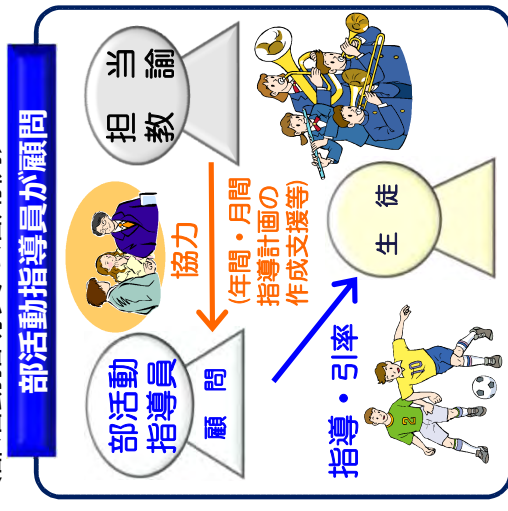 部活動指導員が顧問
担当
教諭
協力
(年間・月間
指導計画の
作成支援等)
部活動
指導員
顧問
指導・引率
生徒
10
2